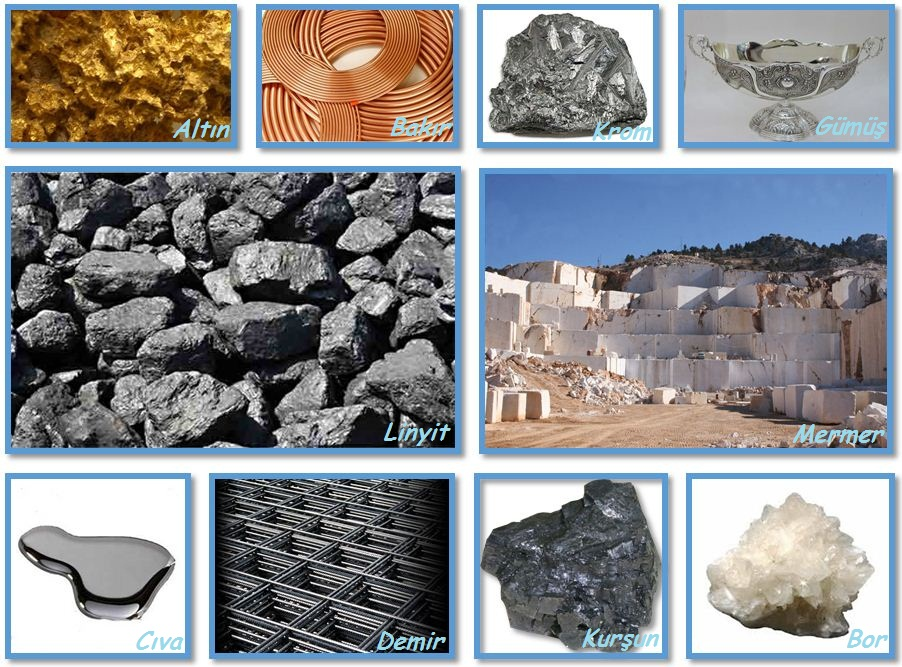 Altın
Bakır
Krom
Gümüş
Linyit
Mermer
Cıva
Demir
Kurşun
Bor